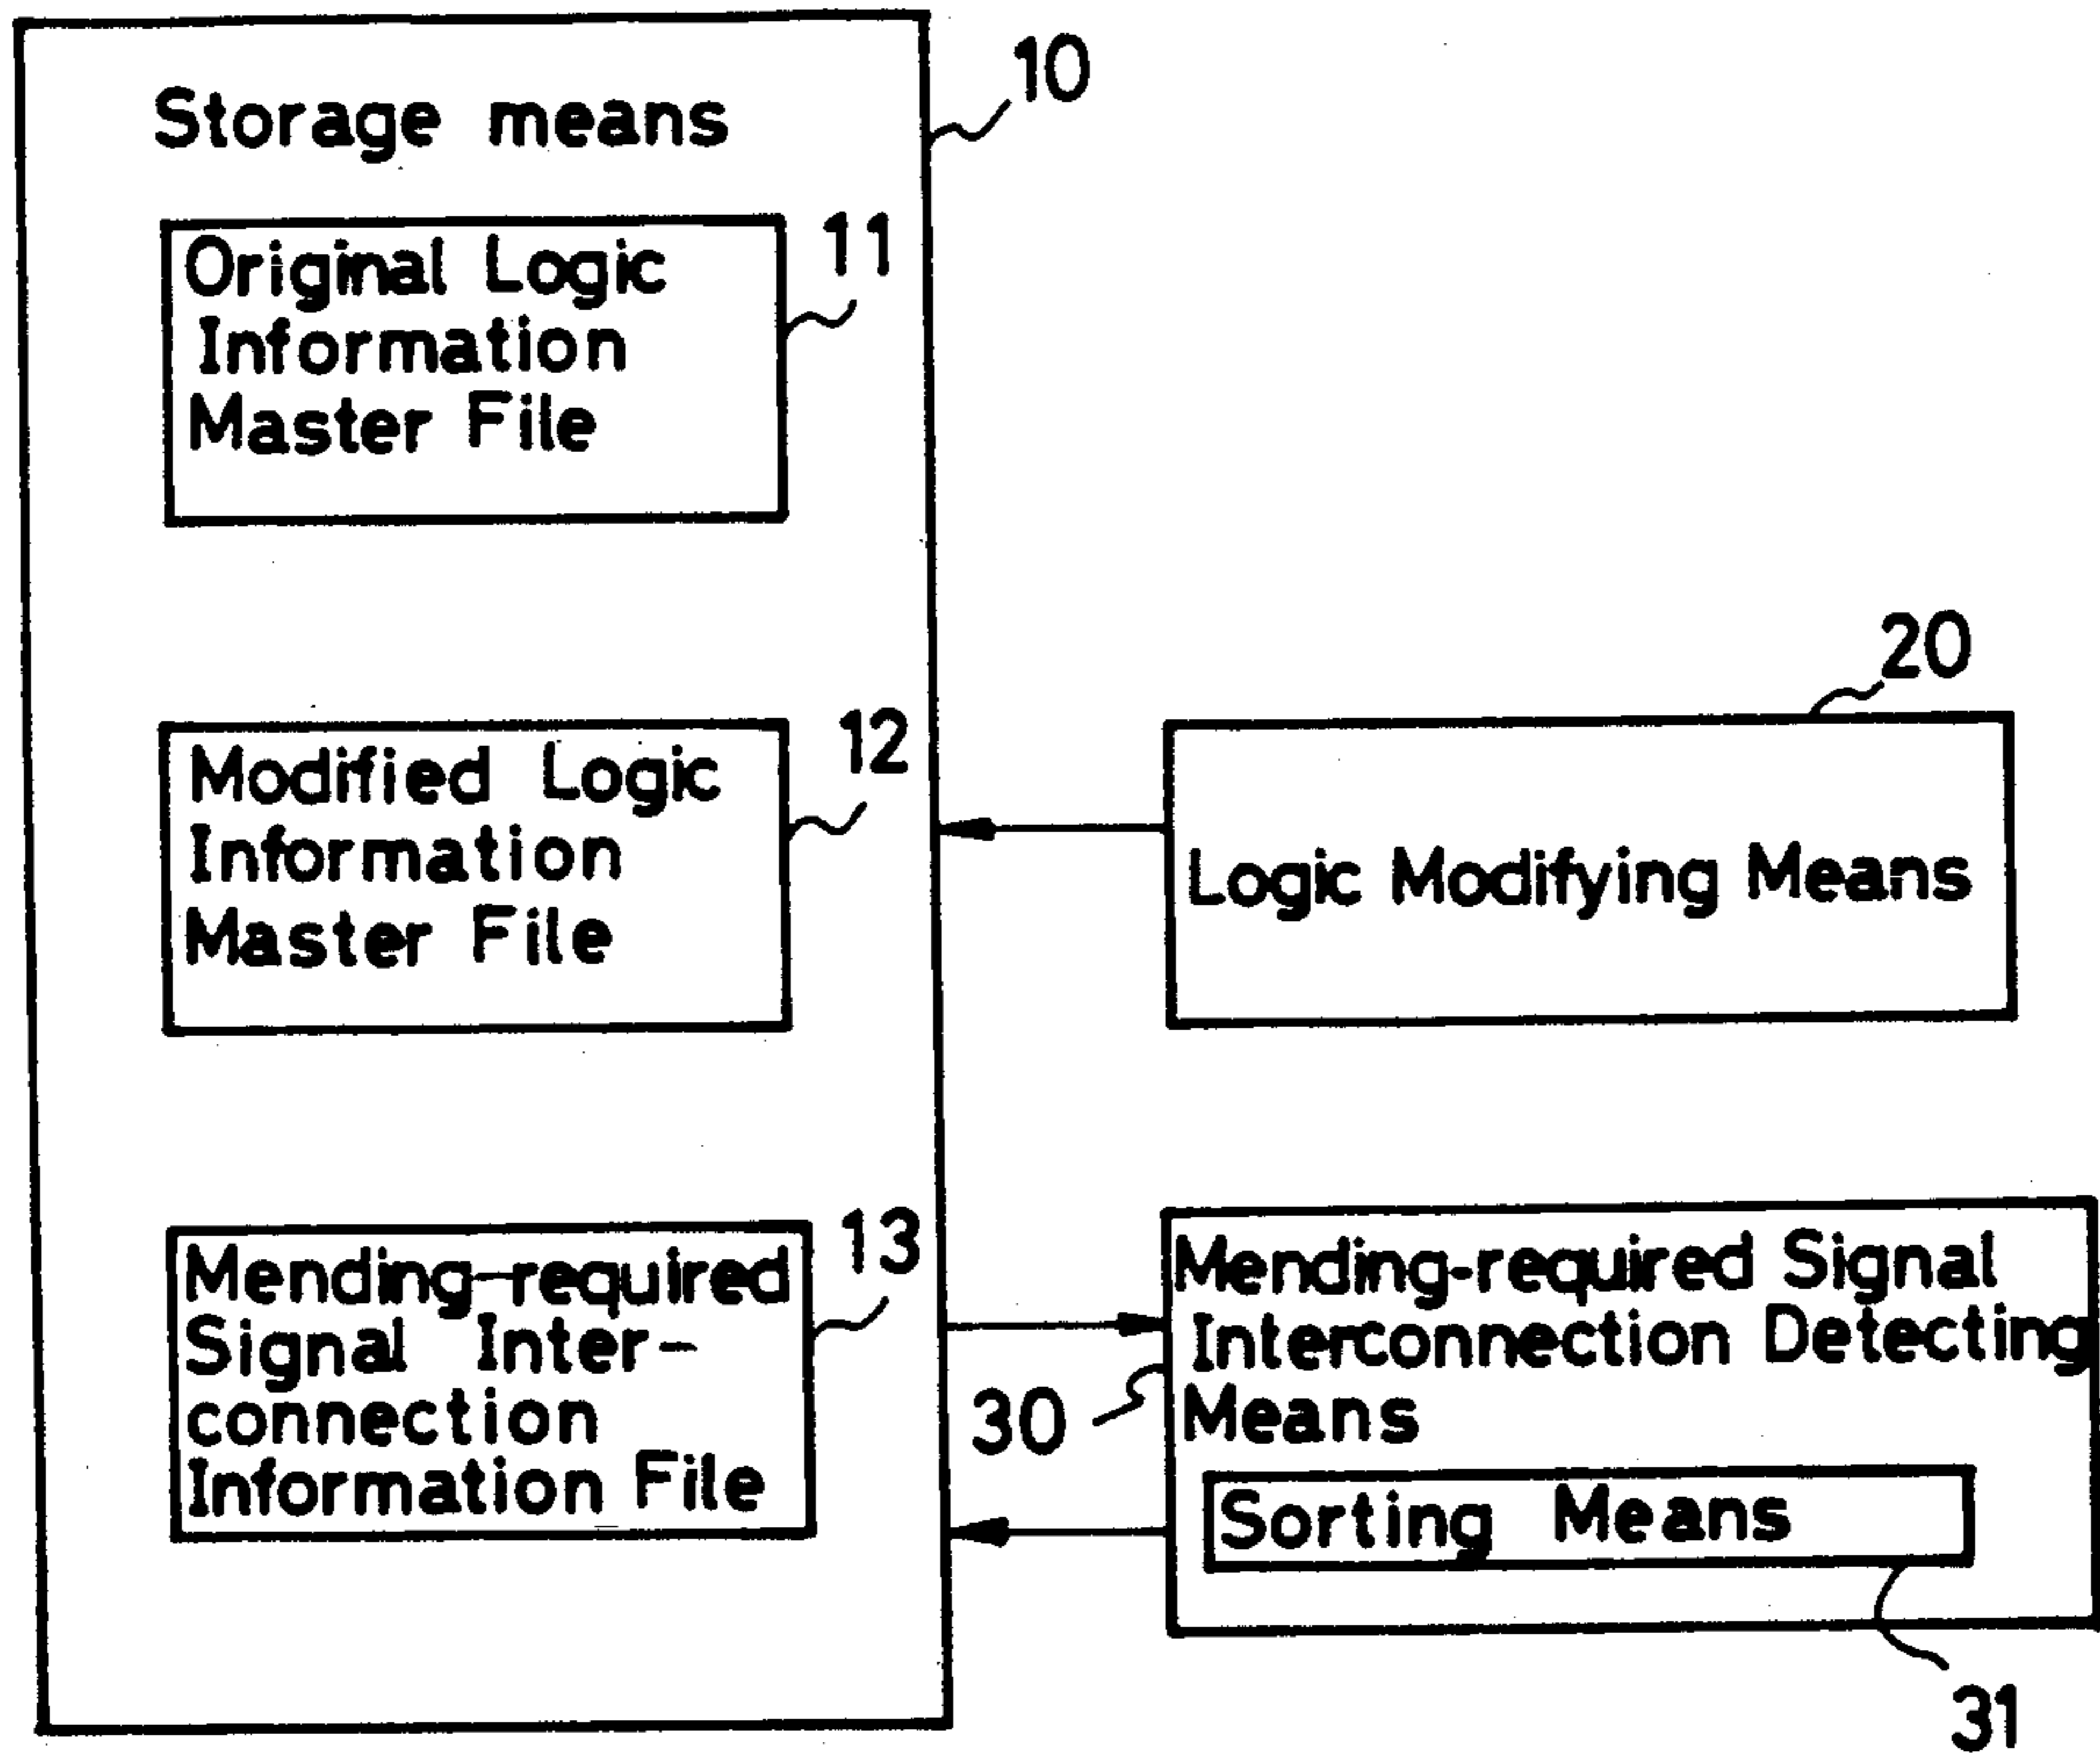 Storage means
10
Original Logic
Information
Master File
11
Modified Logic
Information
Master File
12
20
Logic Modifying Means
Mending-required
Signal Inter-
connection
Information File
13
Mending-required Signal
Interconnection Detecting
Means
30
Sorting Means
31